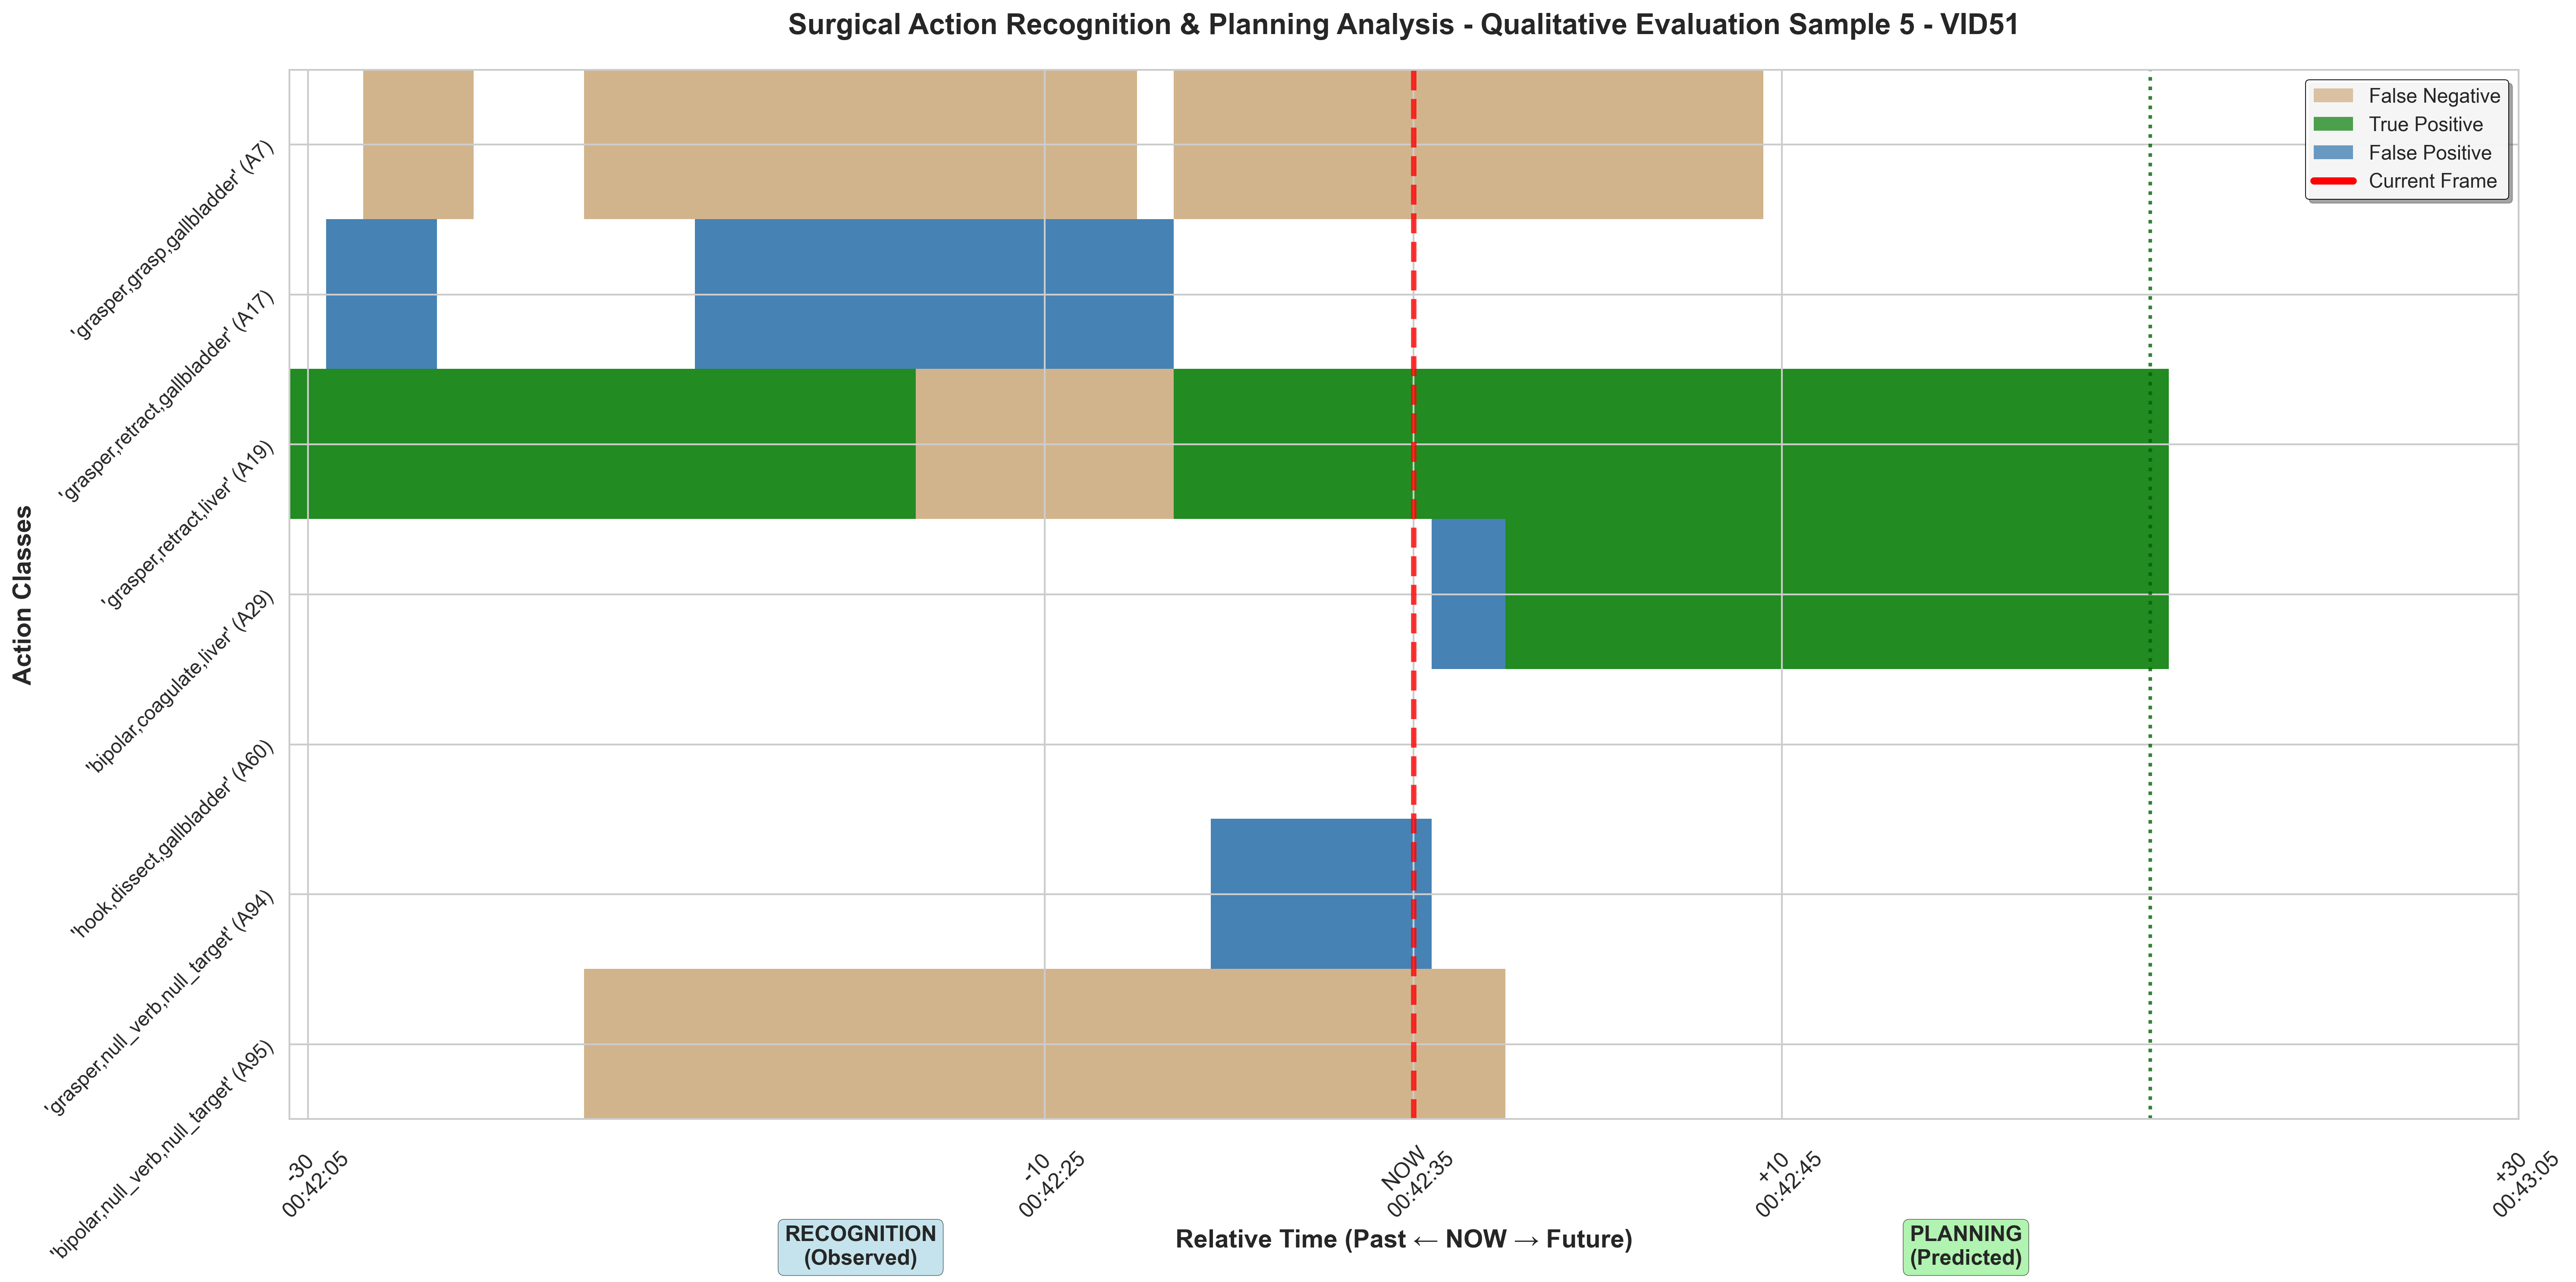 Surgical Action Recognition & Planning Analysis - Qualitative Evaluation Sample 5 - VID51
False Negative
True Positive
False Positive
Current Frame
Action Classes
'grasper,grasp,gallbladder' (A7)
'grasper,retract,gallbladder' (A17)
'grasper,retract,liver' (A19)
'bipolar,coagulate,liver' (A29)
'hook,dissect,gallbladder' (A60)
'grasper,null_verb,null_target' (A94)
'bipolar,null_verb,null_target' (A95)
-30
00:42:05
-10
00:42:25
NOW
00:42:35
+10
00:42:45
+30
00:43:05
RECOGNITION
(Observed)
Relative Time (Past ← NOW → Future)
PLANNING
(Predicted)